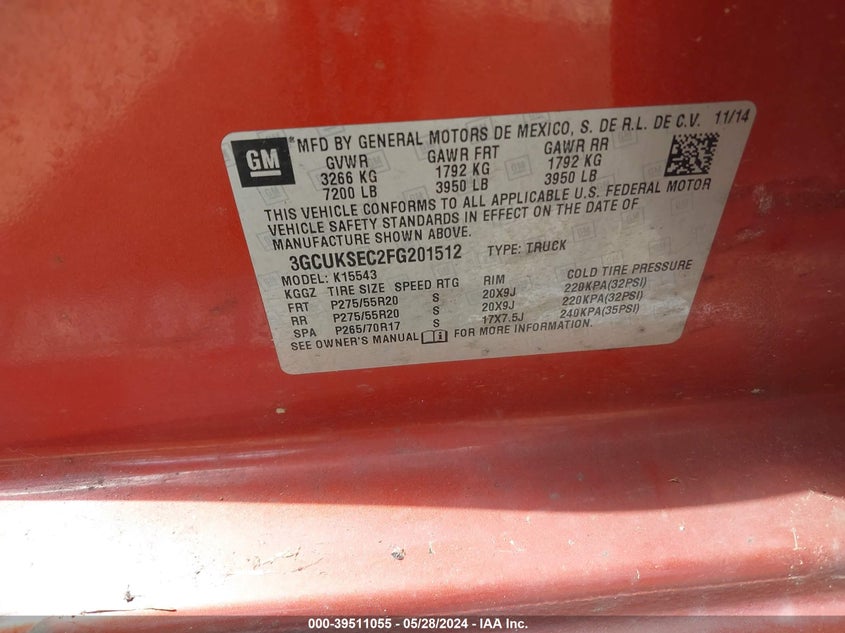 GM
MFD BY GENERAL MOTORS DE MEXICO, S. DE R.L. DE C.V. 11/14
GVWR GAWR FRT GAWR RR
3266 KG 1792 KG 1792 KG
7200 LB 3950 LB 3950 LB
THIS VEHICLE CONFORMS TO ALL APPLICABLE U.S. FEDERAL MOTOR
VEHICLE SAFETY STANDARDS IN EFFECT ON THE DATE OF
MANUFACTURE SHOWN ABOVE.
3GCUKSEC2FG201512 TYPE: TRUCK
MODEL: K15543
KGGZ TIRE SIZE SPEED RTG RIM COLD TIRE PRESSURE
FRT P275/55R20 S 20X9J 220KPA(32PSI)
RR P275/55R20 S 20X9J 220KPA(32PSI)
SPA P265/70R17 S 17X7.5J 240KPA(35PSI)
SEE OWNER'S MANUAL FOR MORE INFORMATION.
000-39511055 - 05/28/2024 - IAA Inc.